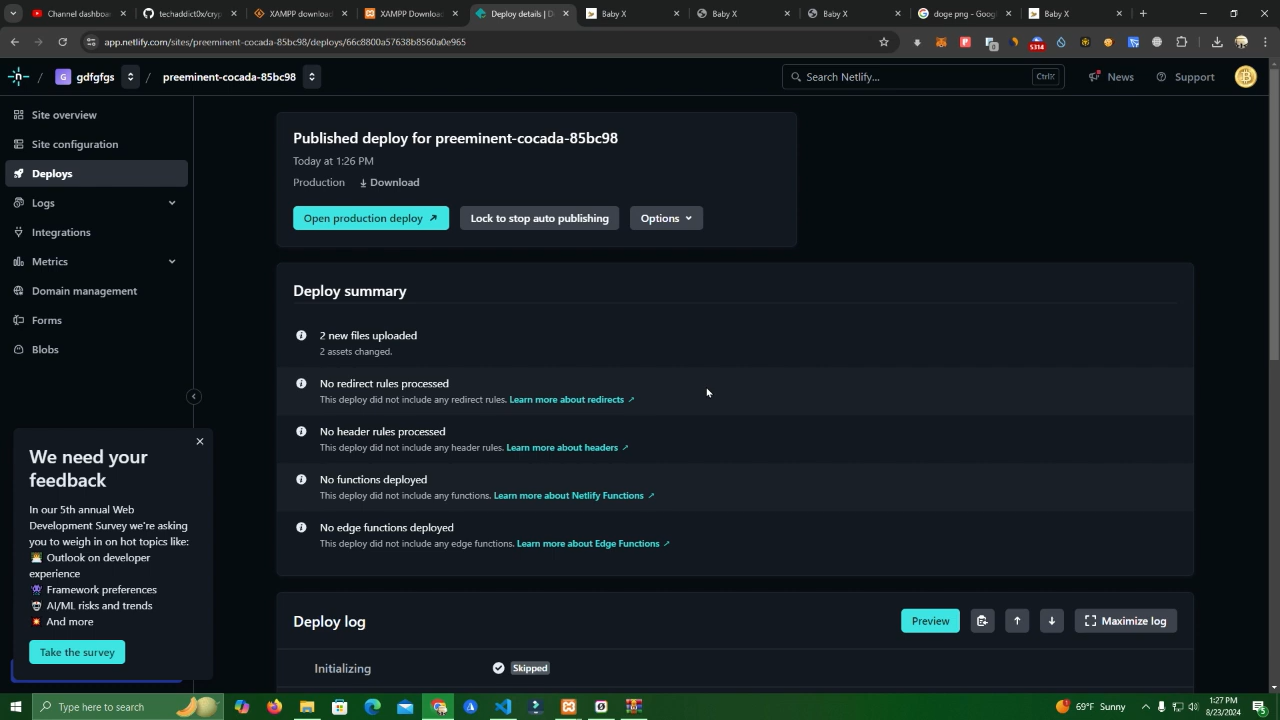 Channel dashboard
techaddict0x/cryp
XAMPP download
XAMPP Download
Deploy details | D
Baby X
Baby X
Baby X
doge png - Googl
Baby X
app.netlify.com/sites/preeminent-cocada-85bc98/deploys/66c8800a57638b8560a0e965
5314
G
gdfgfgs
/
preeminent-cocada-85bc98
Search Netlify...
Ctrl K
News
Support
Site overview
Site configuration
Deploys
Logs
Integrations
Metrics
Domain management
Forms
Blobs
We need your
feedback
In our 5th annual Web
Development Survey we're asking
you to weigh in on hot topics like:
Outlook on developer
experience
Framework preferences
AI/ML risks and trends
And more
Take the survey
Published deploy for preeminent-cocada-85bc98
Today at 1:26 PM
Production Download
Open production deploy ↗
Lock to stop auto publishing
Options
Deploy summary
2 new files uploaded
2 assets changed.
No redirect rules processed
This deploy did not include any redirect rules. Learn more about redirects ↗
No header rules processed
This deploy did not include any header rules. Learn more about headers ↗
No functions deployed
This deploy did not include any functions. Learn more about Netlify Functions ↗
No edge functions deployed
This deploy did not include any edge functions. Learn more about Edge Functions ↗
Deploy log
Preview
Maximize log
Initializing
Skipped
Type here to search
69°F Sunny
1:27 PM
8/23/2024